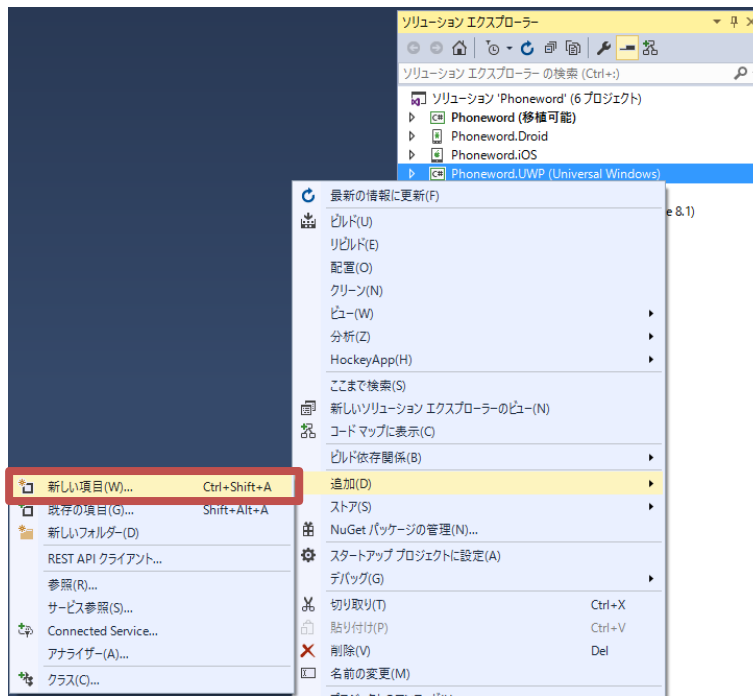 ソリューション エクスプローラー
ソリューション エクスプローラー の検索 (Ctrl+:)
ソリューション 'Phoneword' (6 プロジェクト)
Phoneword (移植可能)
Phoneword.Droid
Phoneword.iOS
Phoneword.UWP (Universal Windows)
e 8.1)
最新の情報に更新(F)
ビルド(U)
リビルド(E)
配置(O)
クリーン(N)
ビュー(W)
分析(Z)
HockeyApp(H)
ここまで検索(S)
新しいソリューション エクスプローラーのビュー(N)
コード マップに表示(C)
ビルド依存関係(B)
追加(D)
ストア(S)
NuGet パッケージの管理(N)...
スタートアップ プロジェクトに設定(A)
デバッグ(G)
切り取り(T) Ctrl+X
貼り付け(P) Ctrl+V
削除(V) Del
名前の変更(M)
新しい項目(W)... Ctrl+Shift+A
既存の項目(G)... Shift+Alt+A
新しいフォルダー(D)
REST API クライアント...
参照(R)...
サービス参照(S)...
Connected Service...
アナライザー(A)...
クラス(C)...